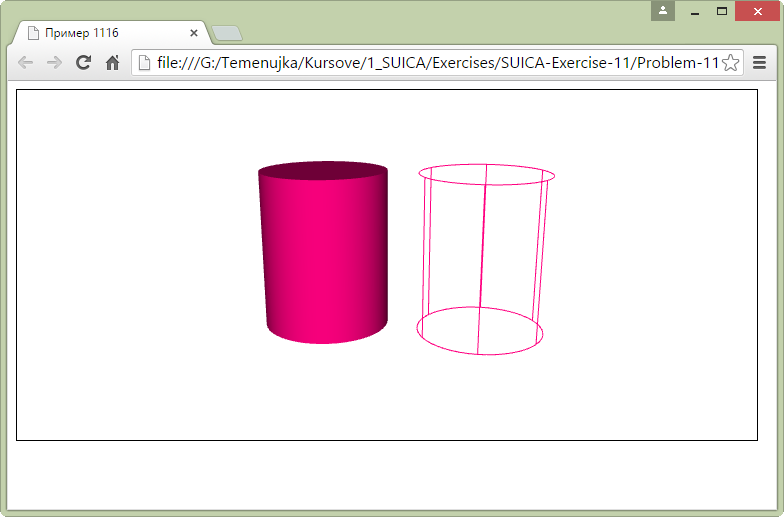 Пример 1116
file:///G:/Temenujka/Kursove/1_SUICA/Exercises/SUICA-Exercise-11/Problem-11